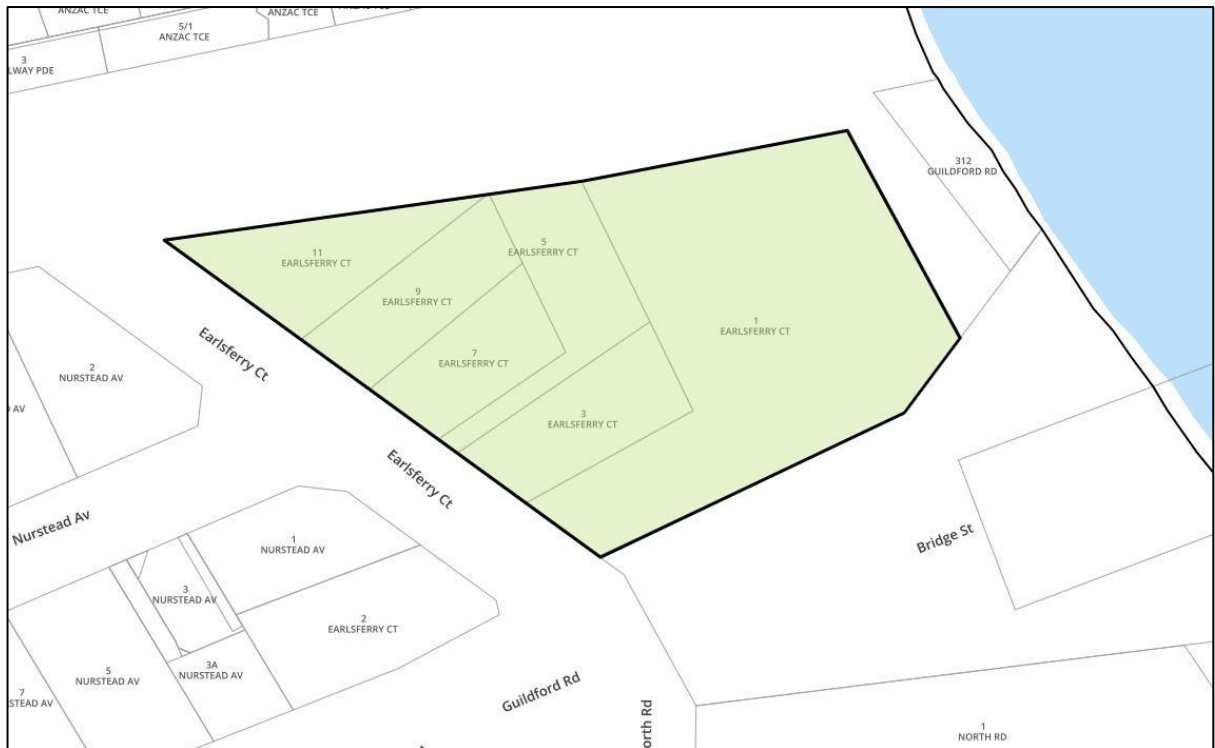 ANZAC TCE
ANZAC TCE
5/1
ANZAC TCE
3
LWAY PDE
312
GUILDFORD RD
11
EARLSFERRY CT
5
EARLSFERRY CT
9
EARLSFERRY CT
1
EARLSFERRY CT
7
EARLSFERRY CT
3
EARLSFERRY CT
Earlsferry Ct
2
NURSTEAD AV
AV
Earlsferry Ct
Nurstead Av
Bridge St
1
NURSTEAD AV
3
NURSTEAD AV
2
EARLSFERRY CT
3A
NURSTEAD AV
5
NURSTEAD AV
7
STEAD AV
Guildford Rd
orth Rd
1
NORTH RD